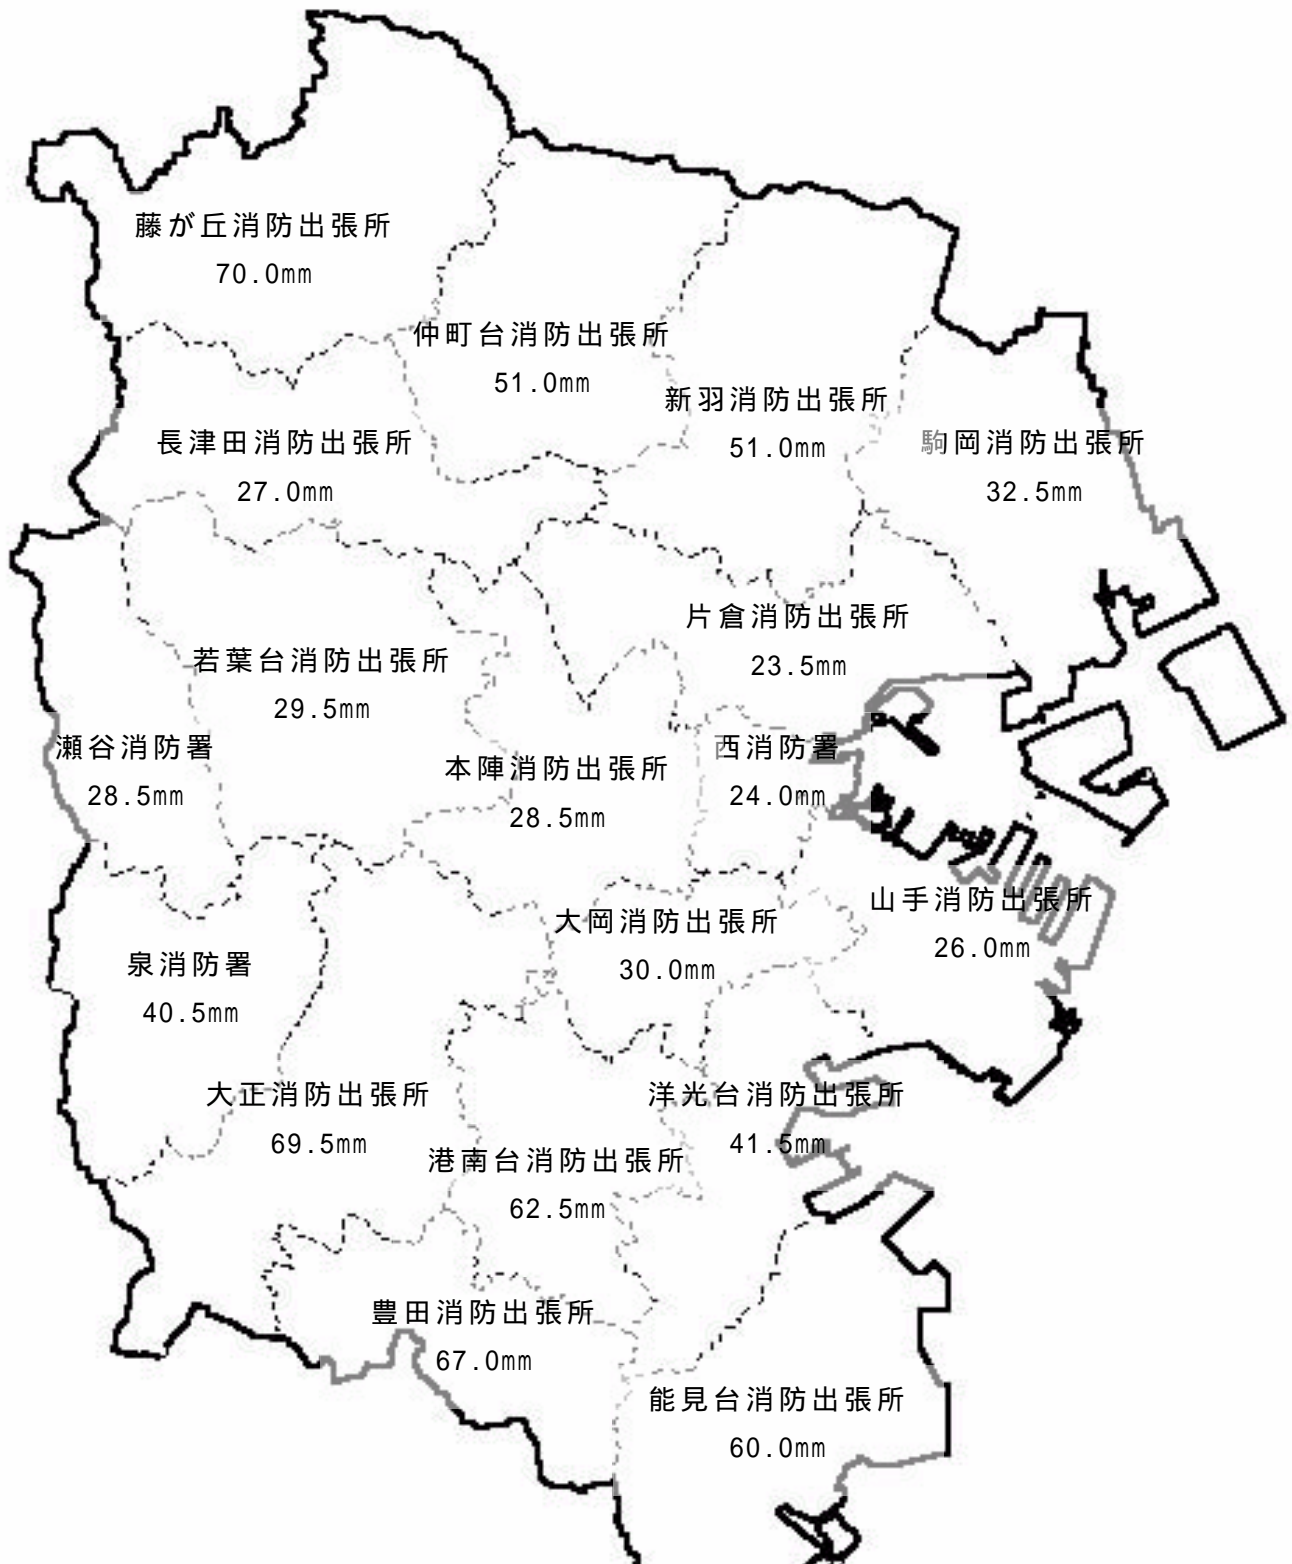 藤が丘消防出張所
70.0mm
仲町台消防出張所
51.0mm
新羽消防出張所
51.0mm
長津田消防出張所
27.0mm
駒岡消防出張所
32.5mm
片倉消防出張所
23.5mm
若葉台消防出張所
29.5mm
瀬谷消防署
28.5mm
本陣消防出張所
28.5mm
西消防署
24.0mm
山手消防出張所
26.0mm
大岡消防出張所
30.0mm
泉消防署
40.5mm
大正消防出張所
69.5mm
洋光台消防出張所
41.5mm
港南台消防出張所
62.5mm
豊田消防出張所
67.0mm
能見台消防出張所
60.0mm